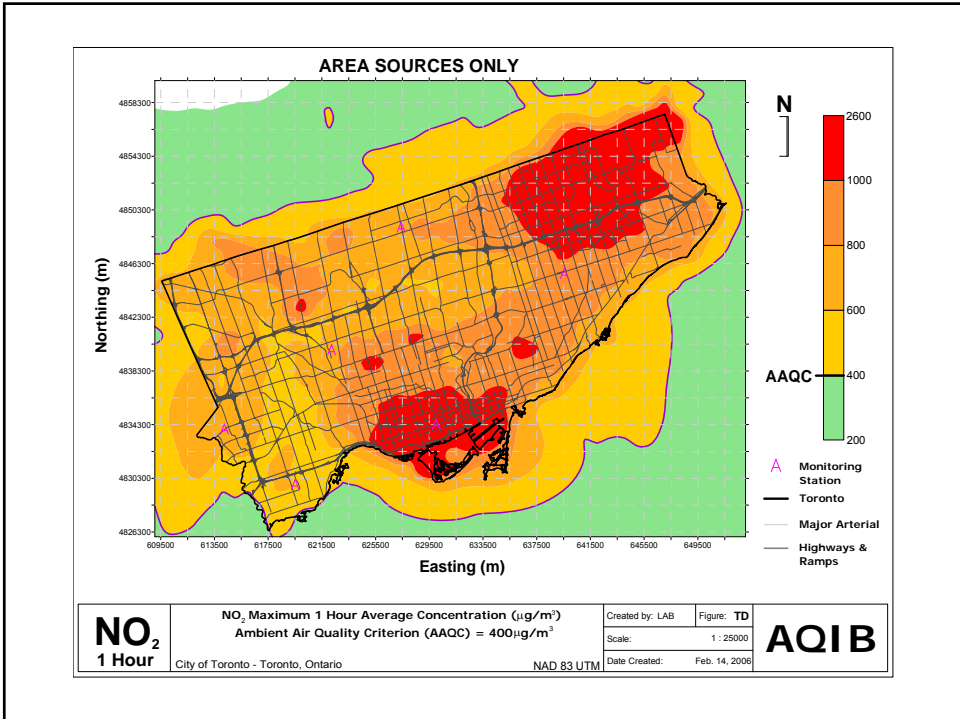 AREA SOURCES ONLY
4858300
4854300
4850300
4846300
4842300
4838300
4834300
4830300
4826300
Northing (m)
609500 613500 617500 621500 625500 629500 633500 637500 641500 645500 649500
Easting (m)
N
2600
1000
800
600
AAQC 400
200
Monitoring
Station
Toronto
Major Arterial
Highways &
Ramps
NO₂
1 Hour
NO₂ Maximum 1 Hour Average Concentration (μg/m³)
Ambient Air Quality Criterion (AAQC) = 400μg/m³
City of Toronto - Toronto, Ontario NAD 83 UTM
Created by: LAB Figure: TD
Scale: 1 : 25000
Date Created: Feb. 14, 2006
AQIB